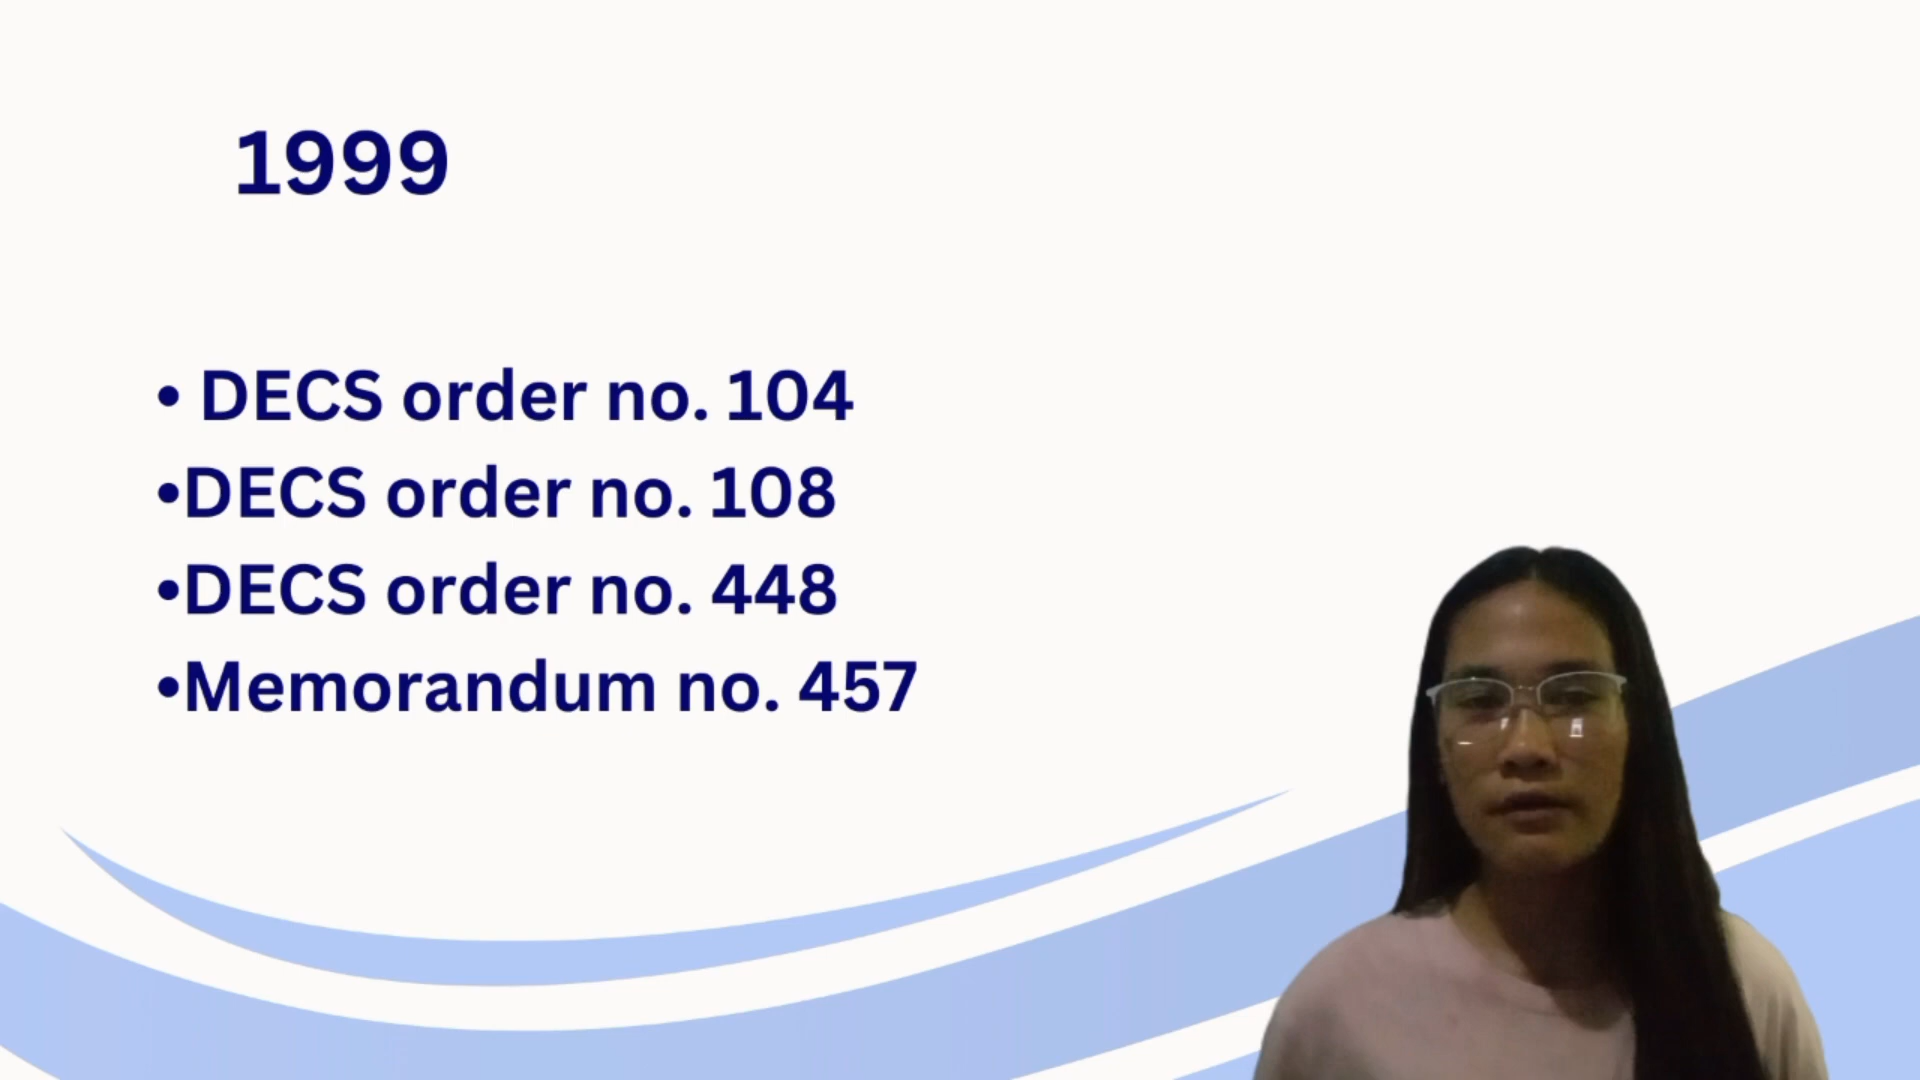 1999
• DECS order no. 104
•DECS order no. 108
•DECS order no. 448
•Memorandum no. 457